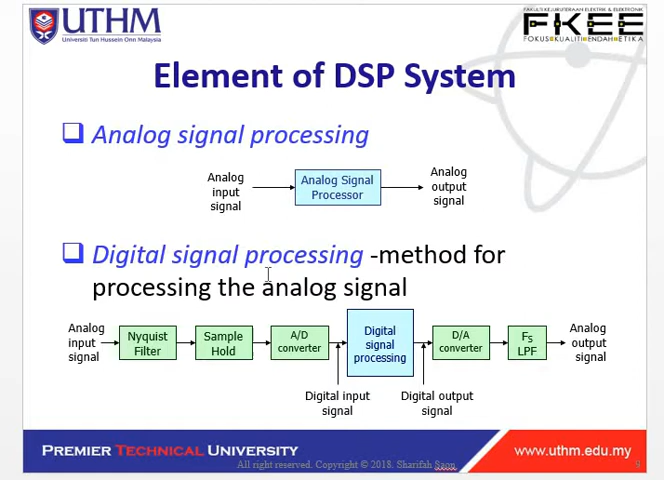 UTHM
Universiti Tun Hussein Onn Malaysia
FAKULTI KEJURUTERAAN ELEKTRIK & ELEKTRONIK
FKEE
FOKUS KUALITI ENDAH ETIKA
Element of DSP System
Analog signal processing
Analog
input
signal
Analog Signal
Processor
Analog
output
signal
Digital signal processing -method for
processing the analog signal
Analog
input
signal
Nyquist
Filter
Sample
Hold
A/D
converter
Digital
signal
processing
D/A
converter
Fs
LPF
Analog
output
signal
Digital input
signal
Digital output
signal
PREMIER TECHNICAL UNIVERSITY
www.uthm.edu.my
All right reserved. Copyright © 2018. Sharifah Saon
9